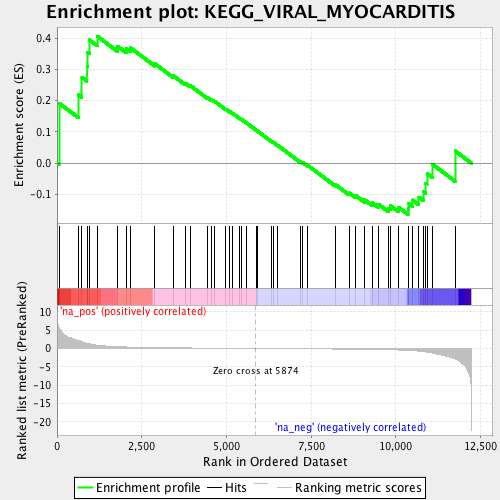 Enrichment plot: KEGG_VIRAL_MYOCARDITIS
Enrichment score (ES)
0.4
0.3
0.2
0.1
0.0
-0.1
'na_pos' (positively correlated)
Ranked list metric (PreRanked)
10
5
0
-5
-10
-15
-20
Zero cross at 5874
'na_neg' (negatively correlated)
0
2,500
5,000
7,500
10,000
12,500
Rank in Ordered Dataset
Enrichment profile
Hits
Ranking metric scores